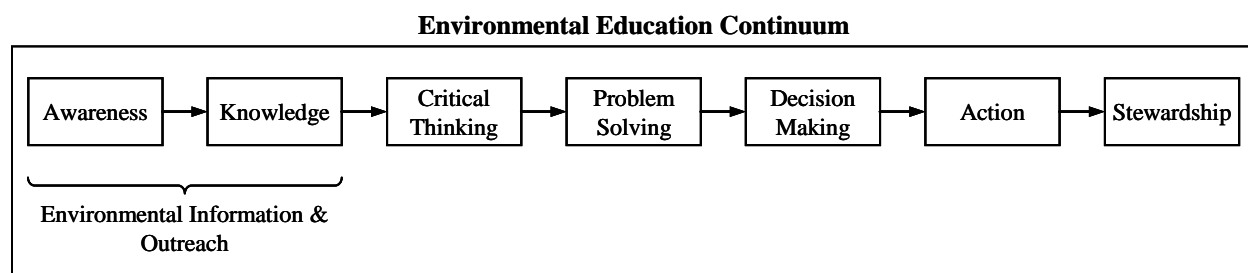 Environmental Education Continuum
Awareness
Knowledge
Critical
Thinking
Problem
Solving
Decision
Making
Action
Stewardship
Environmental Information &
Outreach